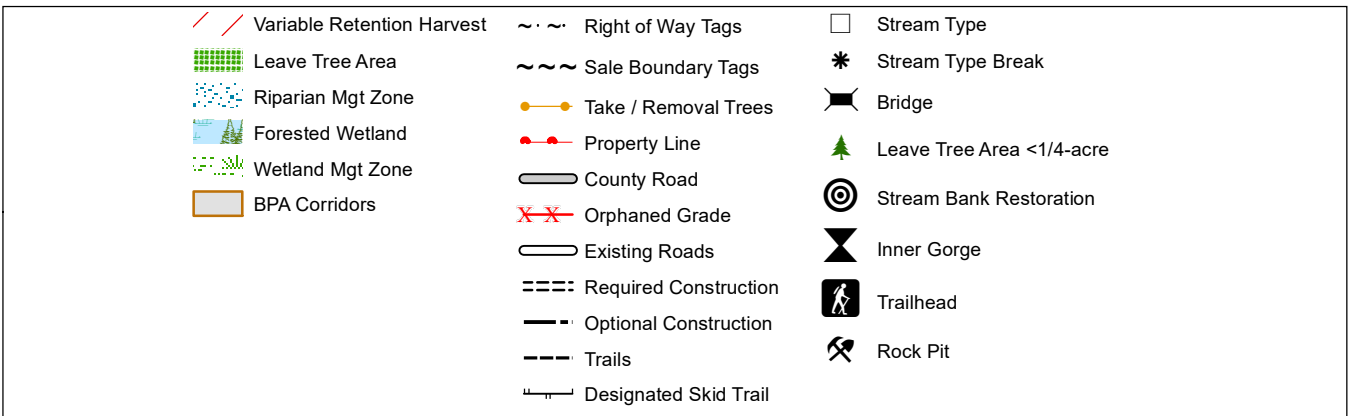 Variable Retention Harvest
Leave Tree Area
Riparian Mgt Zone
Forested Wetland
Wetland Mgt Zone
BPA Corridors
Right of Way Tags
Sale Boundary Tags
Take / Removal Trees
Property Line
County Road
X X Orphaned Grade
Existing Roads
Required Construction
Optional Construction
Trails
Designated Skid Trail
Stream Type
Stream Type Break
Bridge
Leave Tree Area <1/4-acre
Stream Bank Restoration
Inner Gorge
Trailhead
Rock Pit